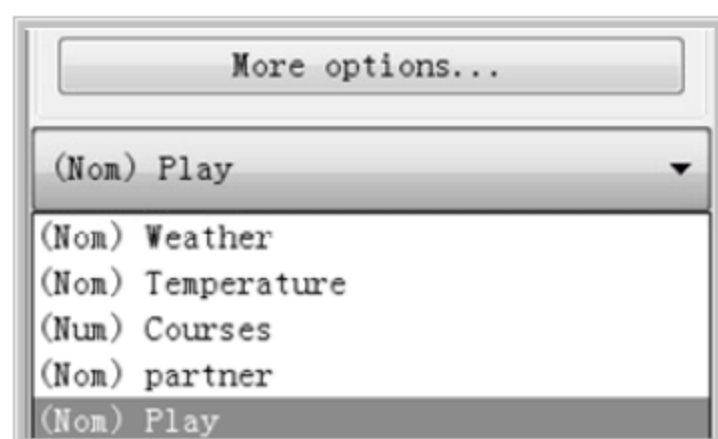 More options...
(Nom) Play
(Nom) Weather
(Nom) Temperature
(Num) Courses
(Nom) partner
(Nom) Play